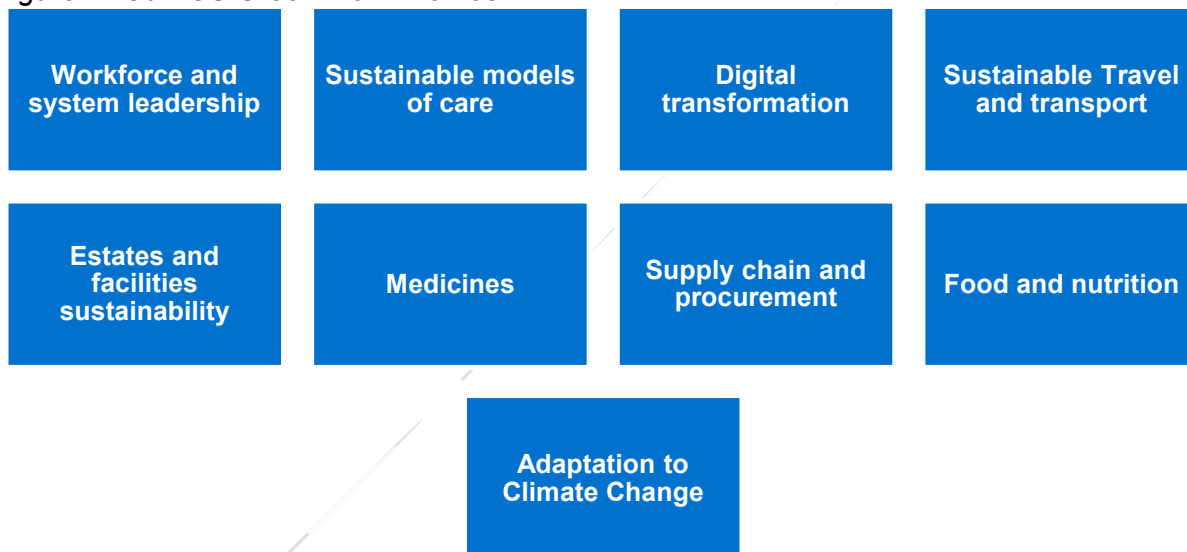 Workforce and
system leadership
Sustainable models
of care
Digital
transformation
Sustainable Travel
and transport
Estates and
facilities
sustainability
Medicines
Supply chain and
procurement
Food and nutrition
Adaptation to
Climate Change